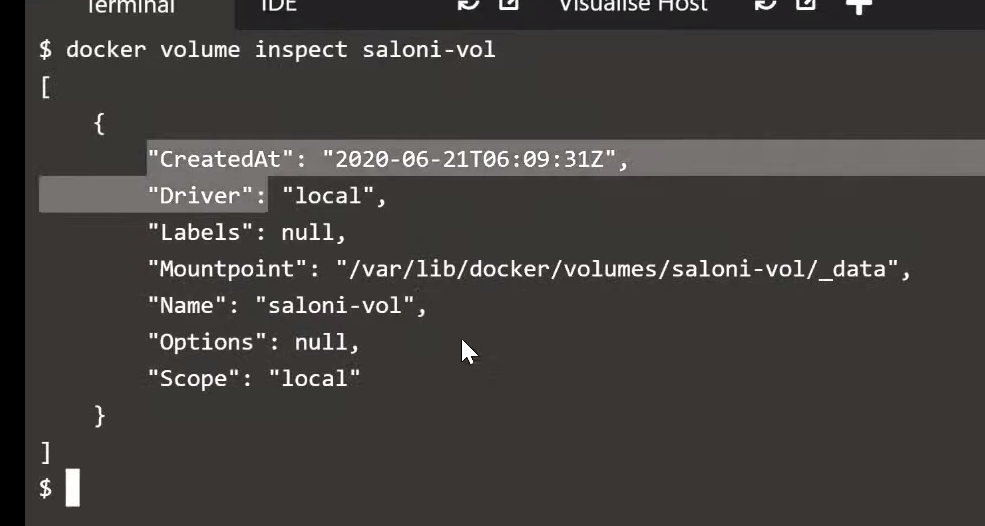 Terminal IDE Visualise Host
$ docker volume inspect saloni-vol
[
    {
        "CreatedAt": "2020-06-21T06:09:31Z",
        "Driver": "local",
        "Labels": null,
        "Mountpoint": "/var/lib/docker/volumes/saloni-vol/_data",
        "Name": "saloni-vol",
        "Options": null,
        "Scope": "local"
    }
]
$